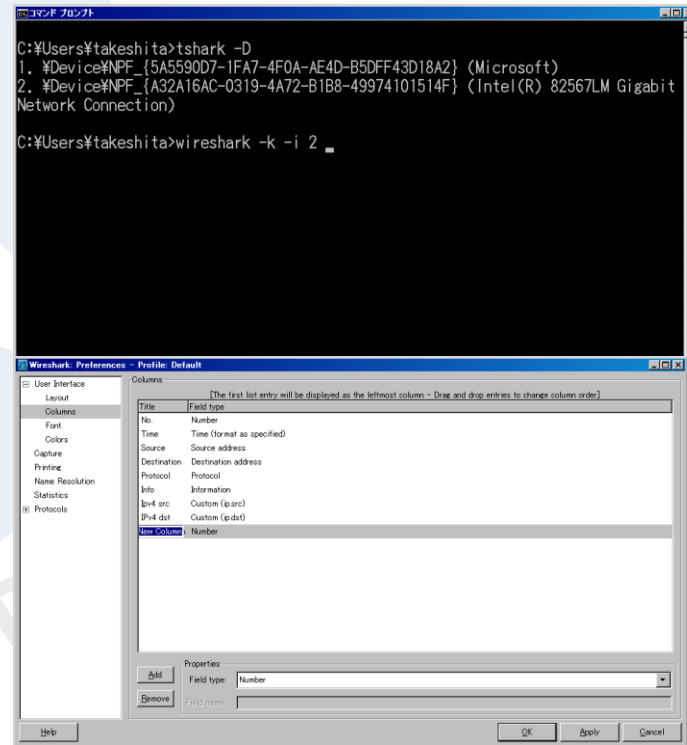 コマンド プロンプト
C:¥Users¥takeshita>tshark -D
1. ¥Device¥NPF_{5A5590D7-1FA7-4F0A-AE4D-B5DFF43D18A2} (Microsoft)
2. ¥Device¥NPF_{A32A16AC-0319-4A72-B1B8-49974101514F} (Intel(R) 82567LM Gigabit
Network Connection)
C:¥Users¥takeshita>wireshark -k -i 2 _
Wireshark: Preferences - Profile: Default
User Interface
Layout
Columns
Font
Colors
Capture
Printing
Name Resolution
Statistics
Protocols
Columns
[The first list entry will be displayed as the leftmost column - Drag and drop entries to change column order]
Title Field type
No. Number
Time Time (format as specified)
Source Source address
Destination Destination address
Protocol Protocol
Info Information
Ipv4 src Custom (ip.src)
IPv4 dst Custom (ip.dst)
New Column Number
Properties
Add Field type: Number
Remove Field name:
Help OK Apply Cancel